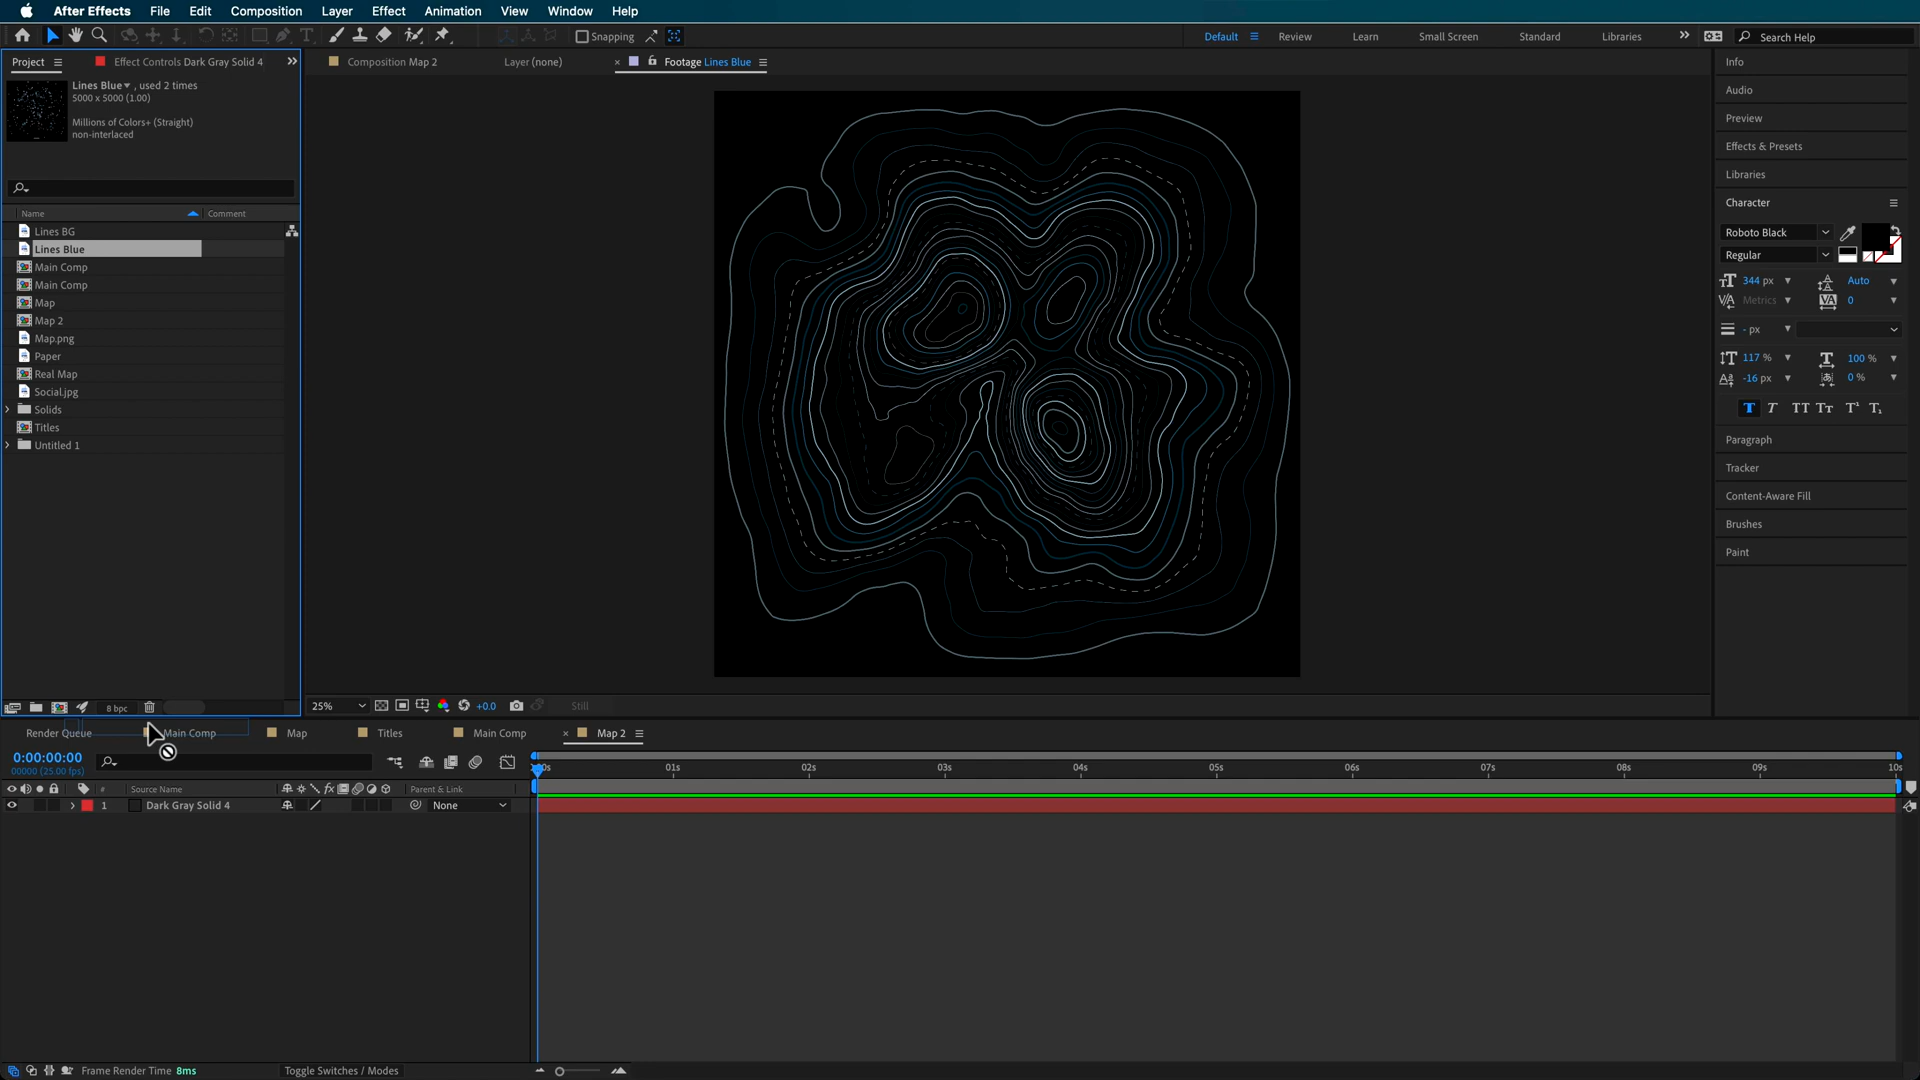 After Effects File Edit Composition Layer Effect Animation View Window Help
Snapping Default Review Learn Small Screen Standard Libraries Search Help
Project Effect Controls Dark Gray Solid 4 Composition Map 2 Layer (none) Footage Lines Blue
Lines Blue , used 2 times
5000 x 5000 (1.00)
Millions of Colors+ (Straight)
non-interlaced
Name Comment
Lines BG
Lines Blue
Main Comp
Main Comp
Map
Map 2
Map.png
Paper
Real Map
Social.jpg
Solids
Titles
Untitled 1
8 bpc
25% +0.0 Still
Info
Audio
Preview
Effects & Presets
Libraries
Character
Roboto Black
Regular
344 px Auto
Metrics 0
- px
117 % 100 %
-16 px 0 %
Paragraph
Tracker
Content-Aware Fill
Brushes
Paint
Render Queue Main Comp Map Titles Main Comp Map 2
0:00:00:00
00000 (25.00 fps)
01s 02s 03s 04s 05s 06s 07s 08s 09s 10s
# Source Name Parent & Link
1 Dark Gray Solid 4 None
Frame Render Time 8ms Toggle Switches / Modes